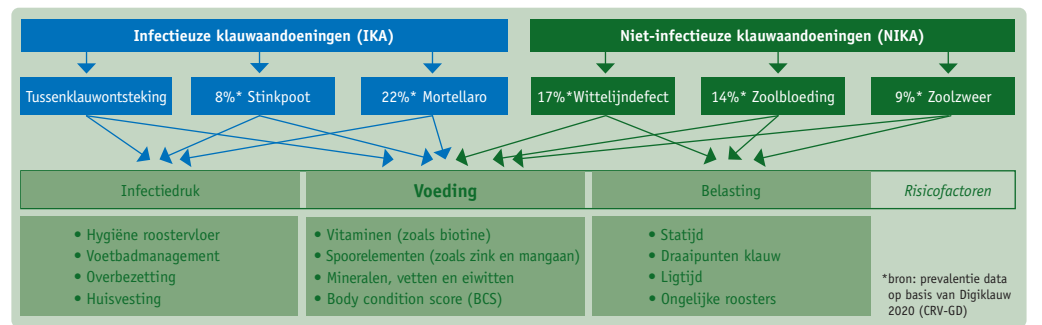 Infectieuze klauwaandoeningen (IKA)
Niet-infectieuze klauwaandoeningen (NIKA)
Tussenklauwontsteking
8%* Stinkpoot
22%* Mortellaro
17%*Wittelijndefect
14%* Zoolbloeding
9%* Zoolzweer
Infectiedruk
Voeding
Belasting
Risicofactoren
• Hygiëne roostervloer
• Voetbadmanagement
• Overbezetting
• Huisvesting
• Vitaminen (zoals biotine)
• Spoorelementen (zoals zink en mangaan)
• Mineralen, vetten en eiwitten
• Body condition score (BCS)
• Statijd
• Draaipunten klauw
• Ligtijd
• Ongelijke roosters
*bron: prevalentie data
op basis van Digiklauw
2020 (CRV-GD)